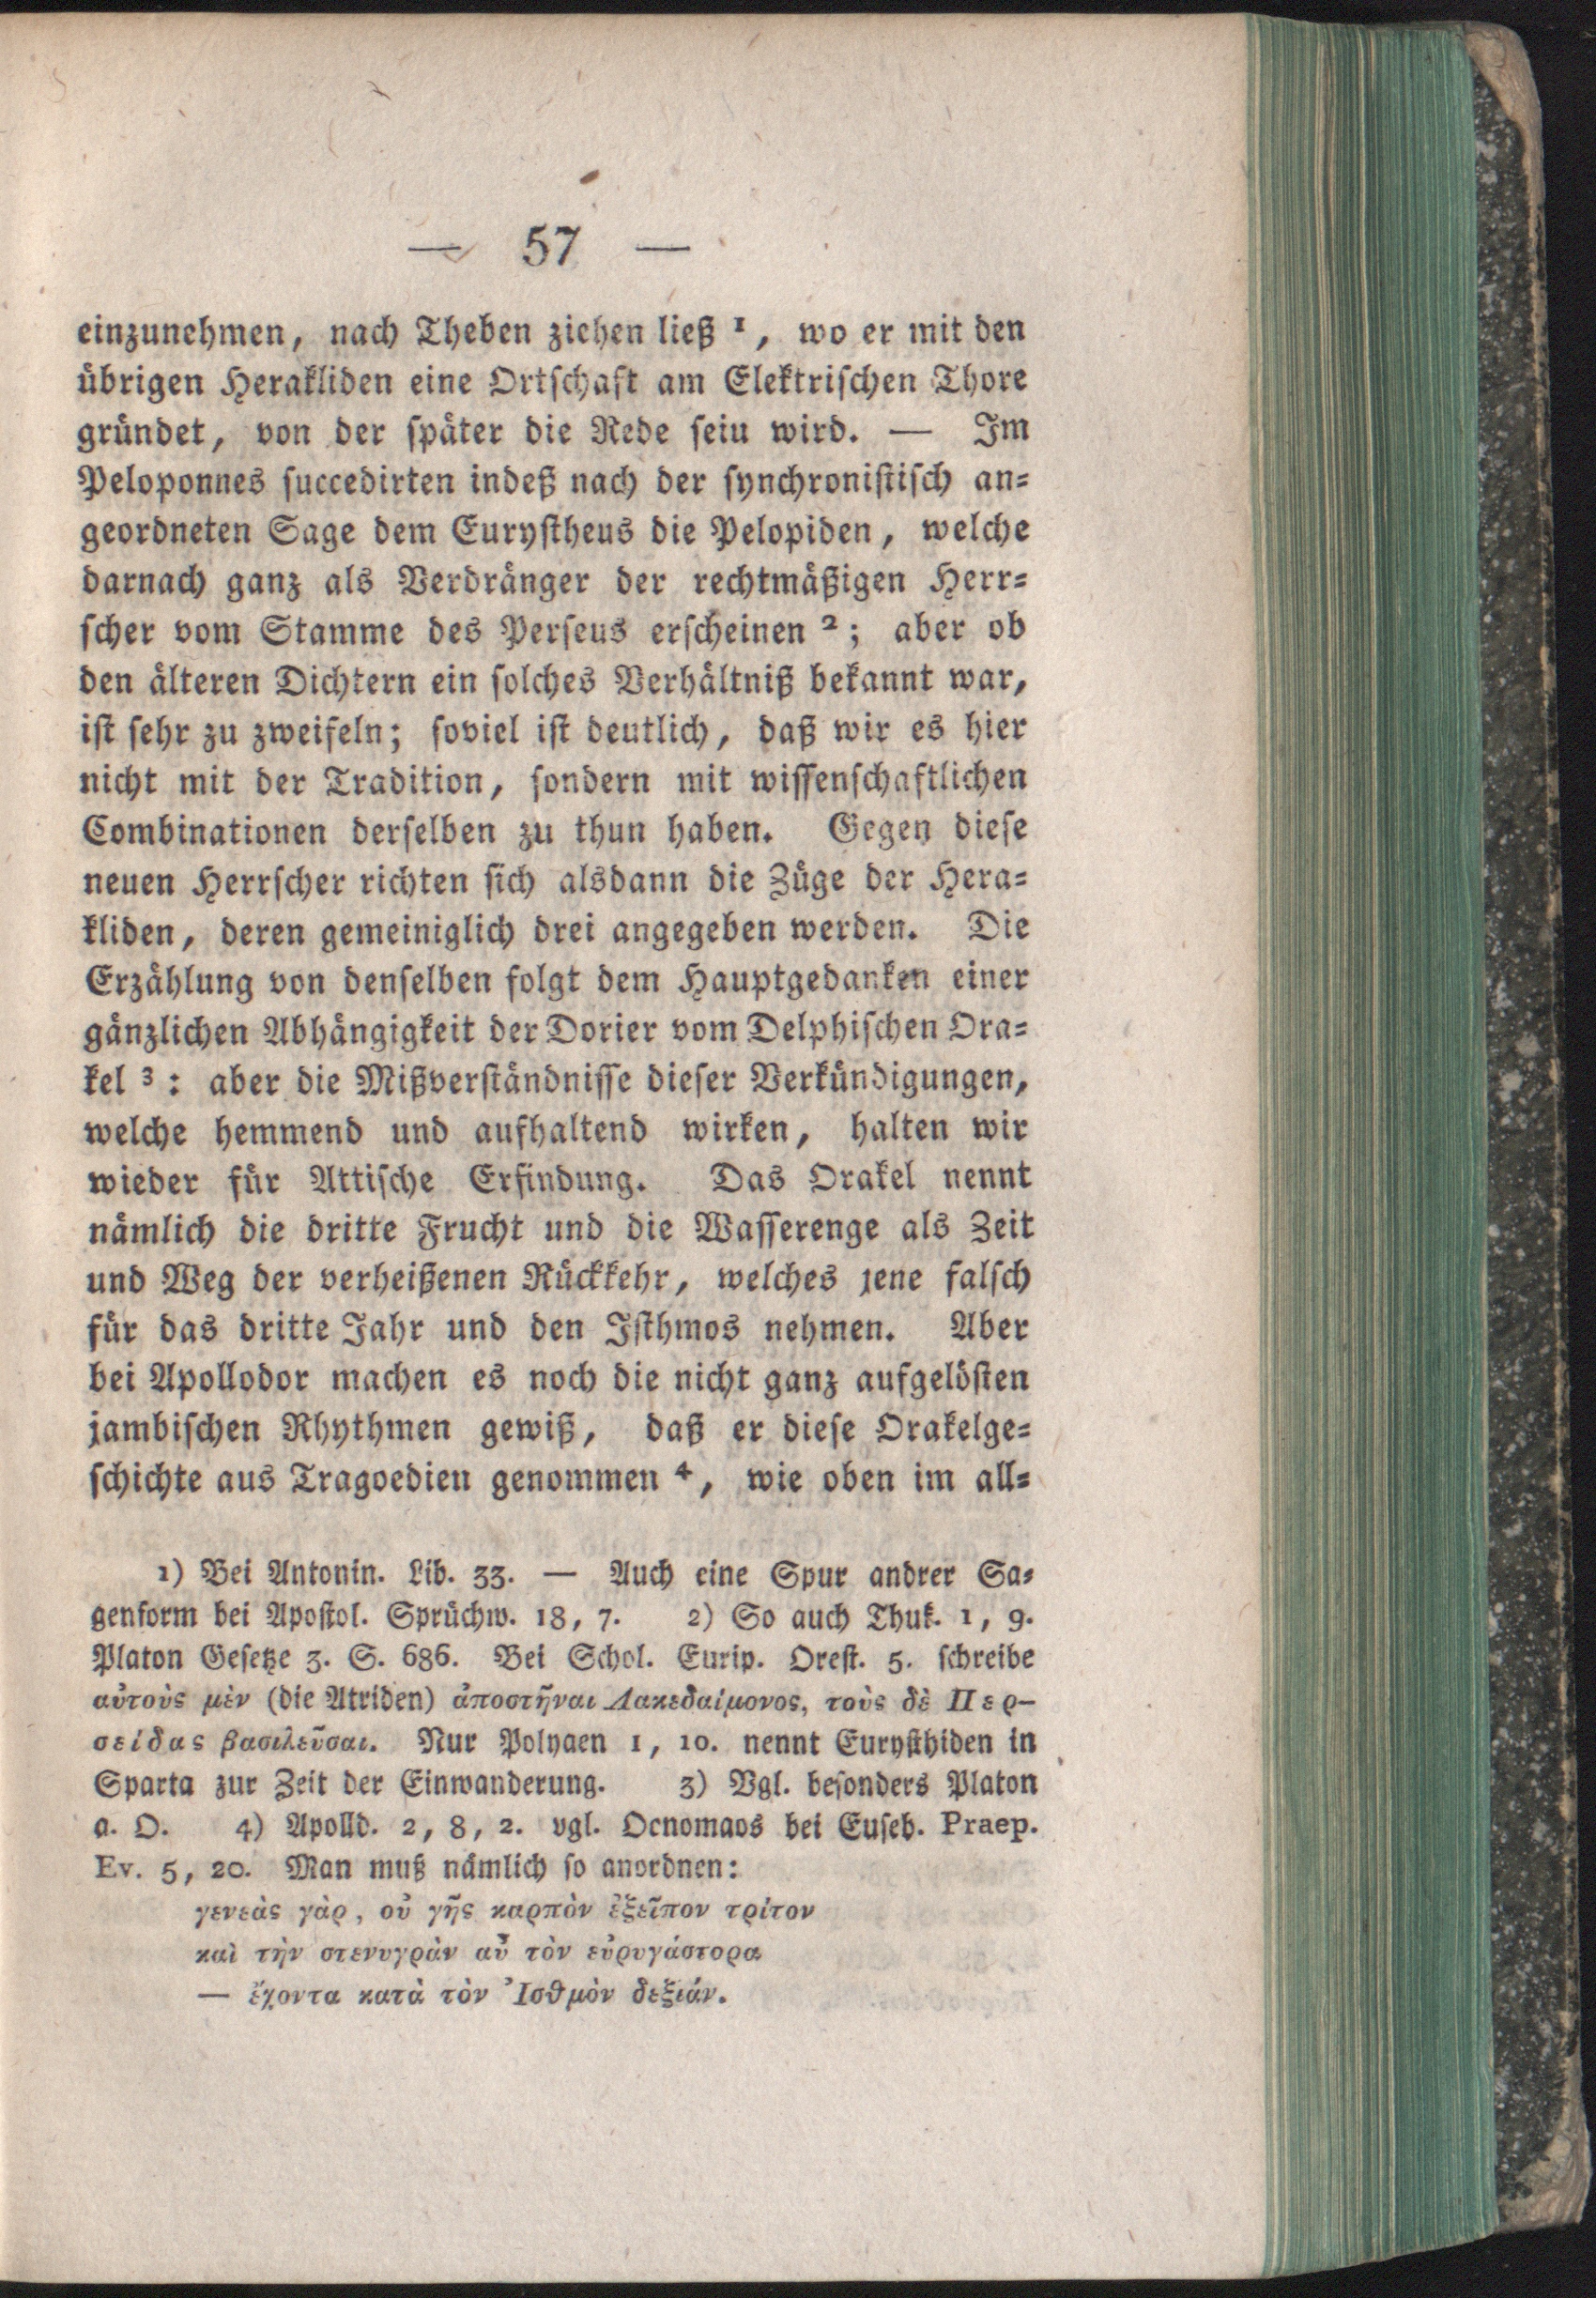 — 57 —
einzunehmen, nach Theben ziehen ließ ¹, wo er mit den
übrigen Herakliden eine Ortschaft am Elektrischen Thore
gründet, von der später die Rede seiu wird. — Im
Peloponnes succedirten indeß nach der synchronistisch an-
geordneten Sage dem Eurystheus die Pelopiden, welche
darnach ganz als Verdränger der rechtmäßigen Herr-
scher vom Stamme des Perseus erscheinen ²; aber ob
den älteren Dichtern ein solches Verhältniß bekannt war,
ist sehr zu zweifeln; soviel ist deutlich, daß wir es hier
nicht mit der Tradition, sondern mit wissenschaftlichen
Combinationen derselben zu thun haben. Gegen diese
neuen Herrscher richten sich alsdann die Züge der Hera-
kliden, deren gemeiniglich drei angegeben werden. Die
Erzählung von denselben folgt dem Hauptgedanken einer
gänzlichen Abhängigkeit der Dorier vom Delphischen Ora-
kel ³: aber die Mißverständnisse dieser Verkündigungen,
welche hemmend und aufhaltend wirken, halten wir
wieder für Attische Erfindung. Das Orakel nennt
nämlich die dritte Frucht und die Wasserenge als Zeit
und Weg der verheißenen Rückkehr, welches jene falsch
für das dritte Jahr und den Isthmos nehmen. Aber
bei Apollodor machen es noch die nicht ganz aufgelösten
jambischen Rhythmen gewiß, daß er diese Orakelge-
schichte aus Tragoedien genommen ⁴, wie oben im all-
1) Bei Antonin. Lib. 33. — Auch eine Spur andrer Sa-
genform bei Apostol. Sprüchw. 18, 7. 2) So auch Thuk. 1, 9.
Platon Gesetze 3. S. 686. Bei Schol. Eurip. Orest. 5. schreibe
αὐτοὺς μὲν (die Atriden) ἀποστῆναι Λακεδαίμονος, τοὺς δὲ Περ-
σείδας βασιλεῦσαι. Nur Polyaen 1, 10. nennt Eurysthiden in
Sparta zur Zeit der Einwanderung. 3) Vgl. besonders Platon
a. O. 4) Apolld. 2, 8, 2. vgl. Oenomaos bei Euseb. Praep.
Ev. 5, 20. Man muß nämlich so anordnen:
γενεὰς γὰρ, οὐ γῆς καρπὸν ἐξεῖπον τρίτον
καὶ τὴν στενυγρὰν αὖ τὸν εὐρυγάστορα
— ἔχοντα κατὰ τὸν Ἰσθμὸν δεξιάν.